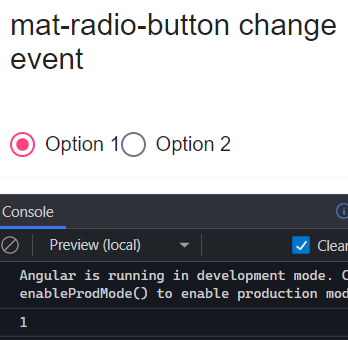 mat-radio-button change
event
Option 1 Option 2
Console
Preview (local) Clear
Angular is running in development mode. C
enableProdMode() to enable production mod
1